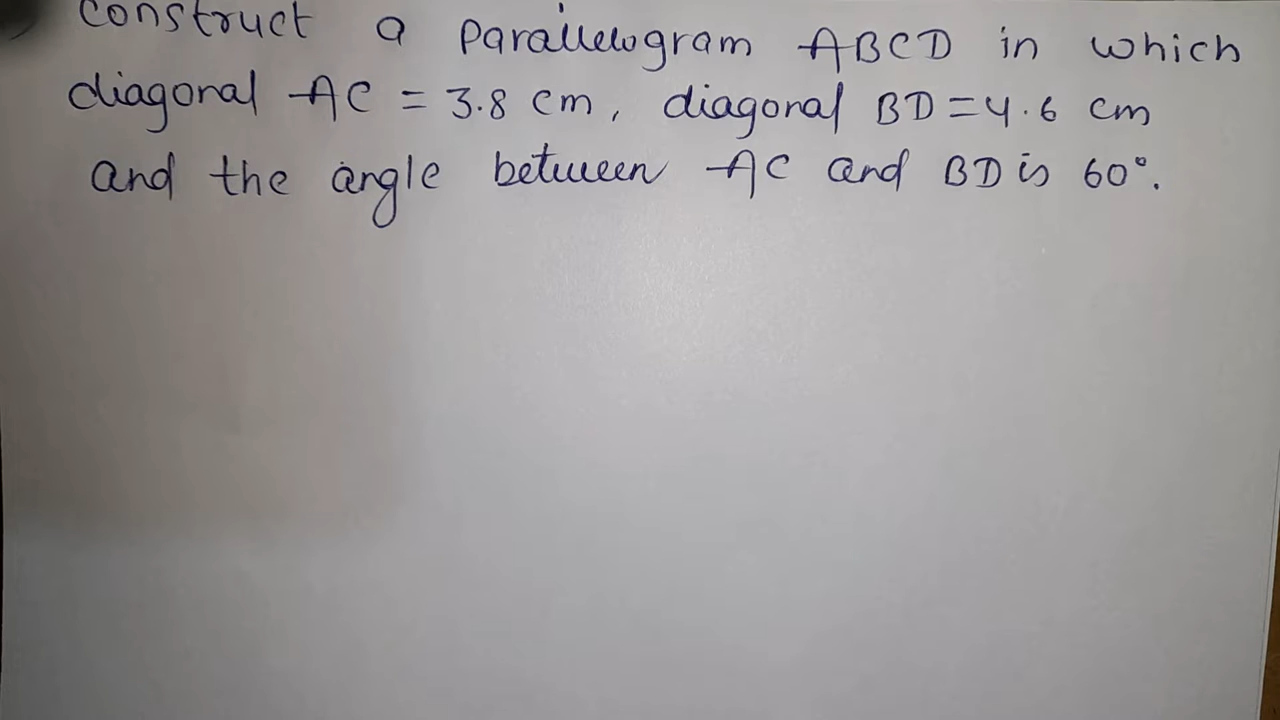 construct a parallelogram ABCD in which
diagonal AC = 3.8 cm, diagonal BD = 4.6 cm
and the angle between AC and BD is 60°.